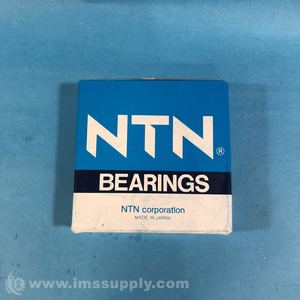 NTN®
BEARINGS
NTN corporation
MADE IN JAPAN
© www.imssupply.com